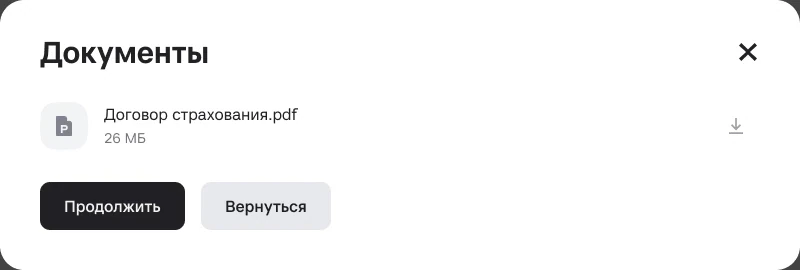 Документы
Договор страхования.pdf
P
26 МБ
Продолжить
Вернуться